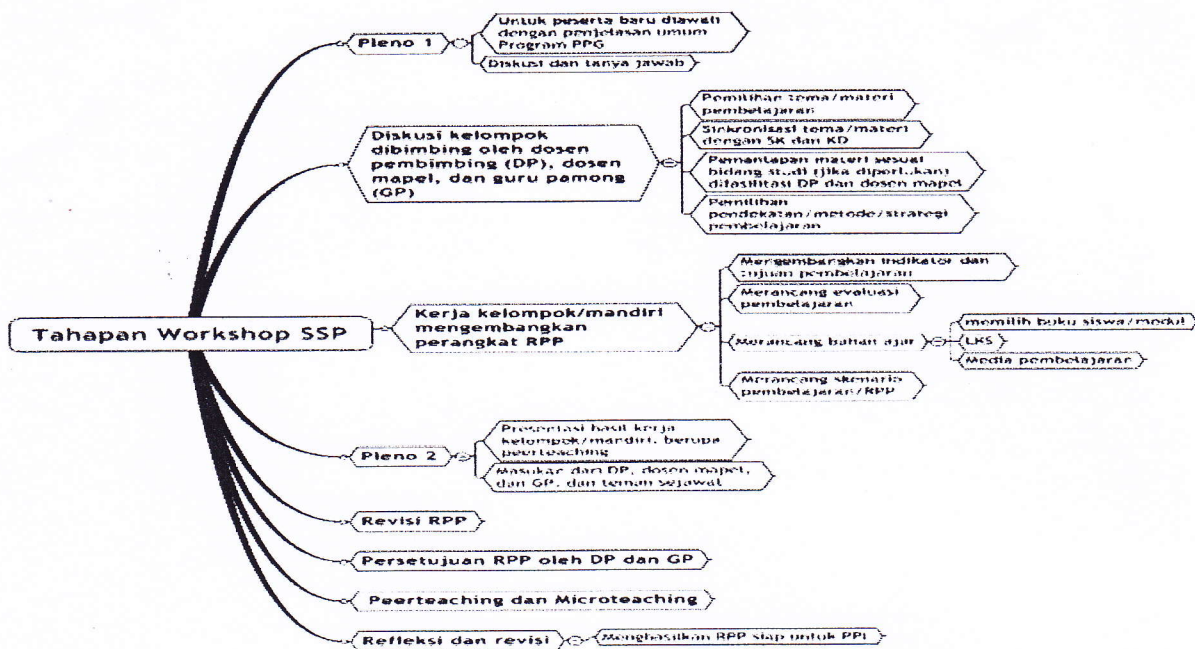 Tahapan Workshop SSP
Pleno 1
Untuk peserta baru diawali
dengan penjelasan umum
Program PPG
Diskusi dan tanya jawab
Diskusi kelompok
dibimbing oleh dosen
pembimbing (DP), dosen
mapel, dan guru pamong
(GP)
Pemilihan tema/materi
pembelajaran
Sinkronisasi tema/materi
dengan SK dan KD
Pemantapan materi sesuai
bidang studi (jika diperlukan)
difasilitasi DP dan dosen mapel
Pemilihan
pendekatan/metode/strategi
pembelajaran
Kerja kelompok/mandiri
mengembangkan
perangkat RPP
Mengembangkan indikator dan
tujuan pembelajaran
Merancang evaluasi
pembelajaran
Merancang bahan ajar
memilih buku siswa/modul
LKS
Media pembelajaran
Merancang skenario
pembelajaran/RPP
Pleno 2
Presentasi hasil kerja
kelompok/mandiri, berupa
peerteaching
Masukan dari DP, dosen mapel,
dan GP, dan teman sejawat
Revisi RPP
Persetujuan RPP oleh DP dan GP
Peerteaching dan Microteaching
Refleksi dan revisi
Menghasilkan RPP siap untuk PPL